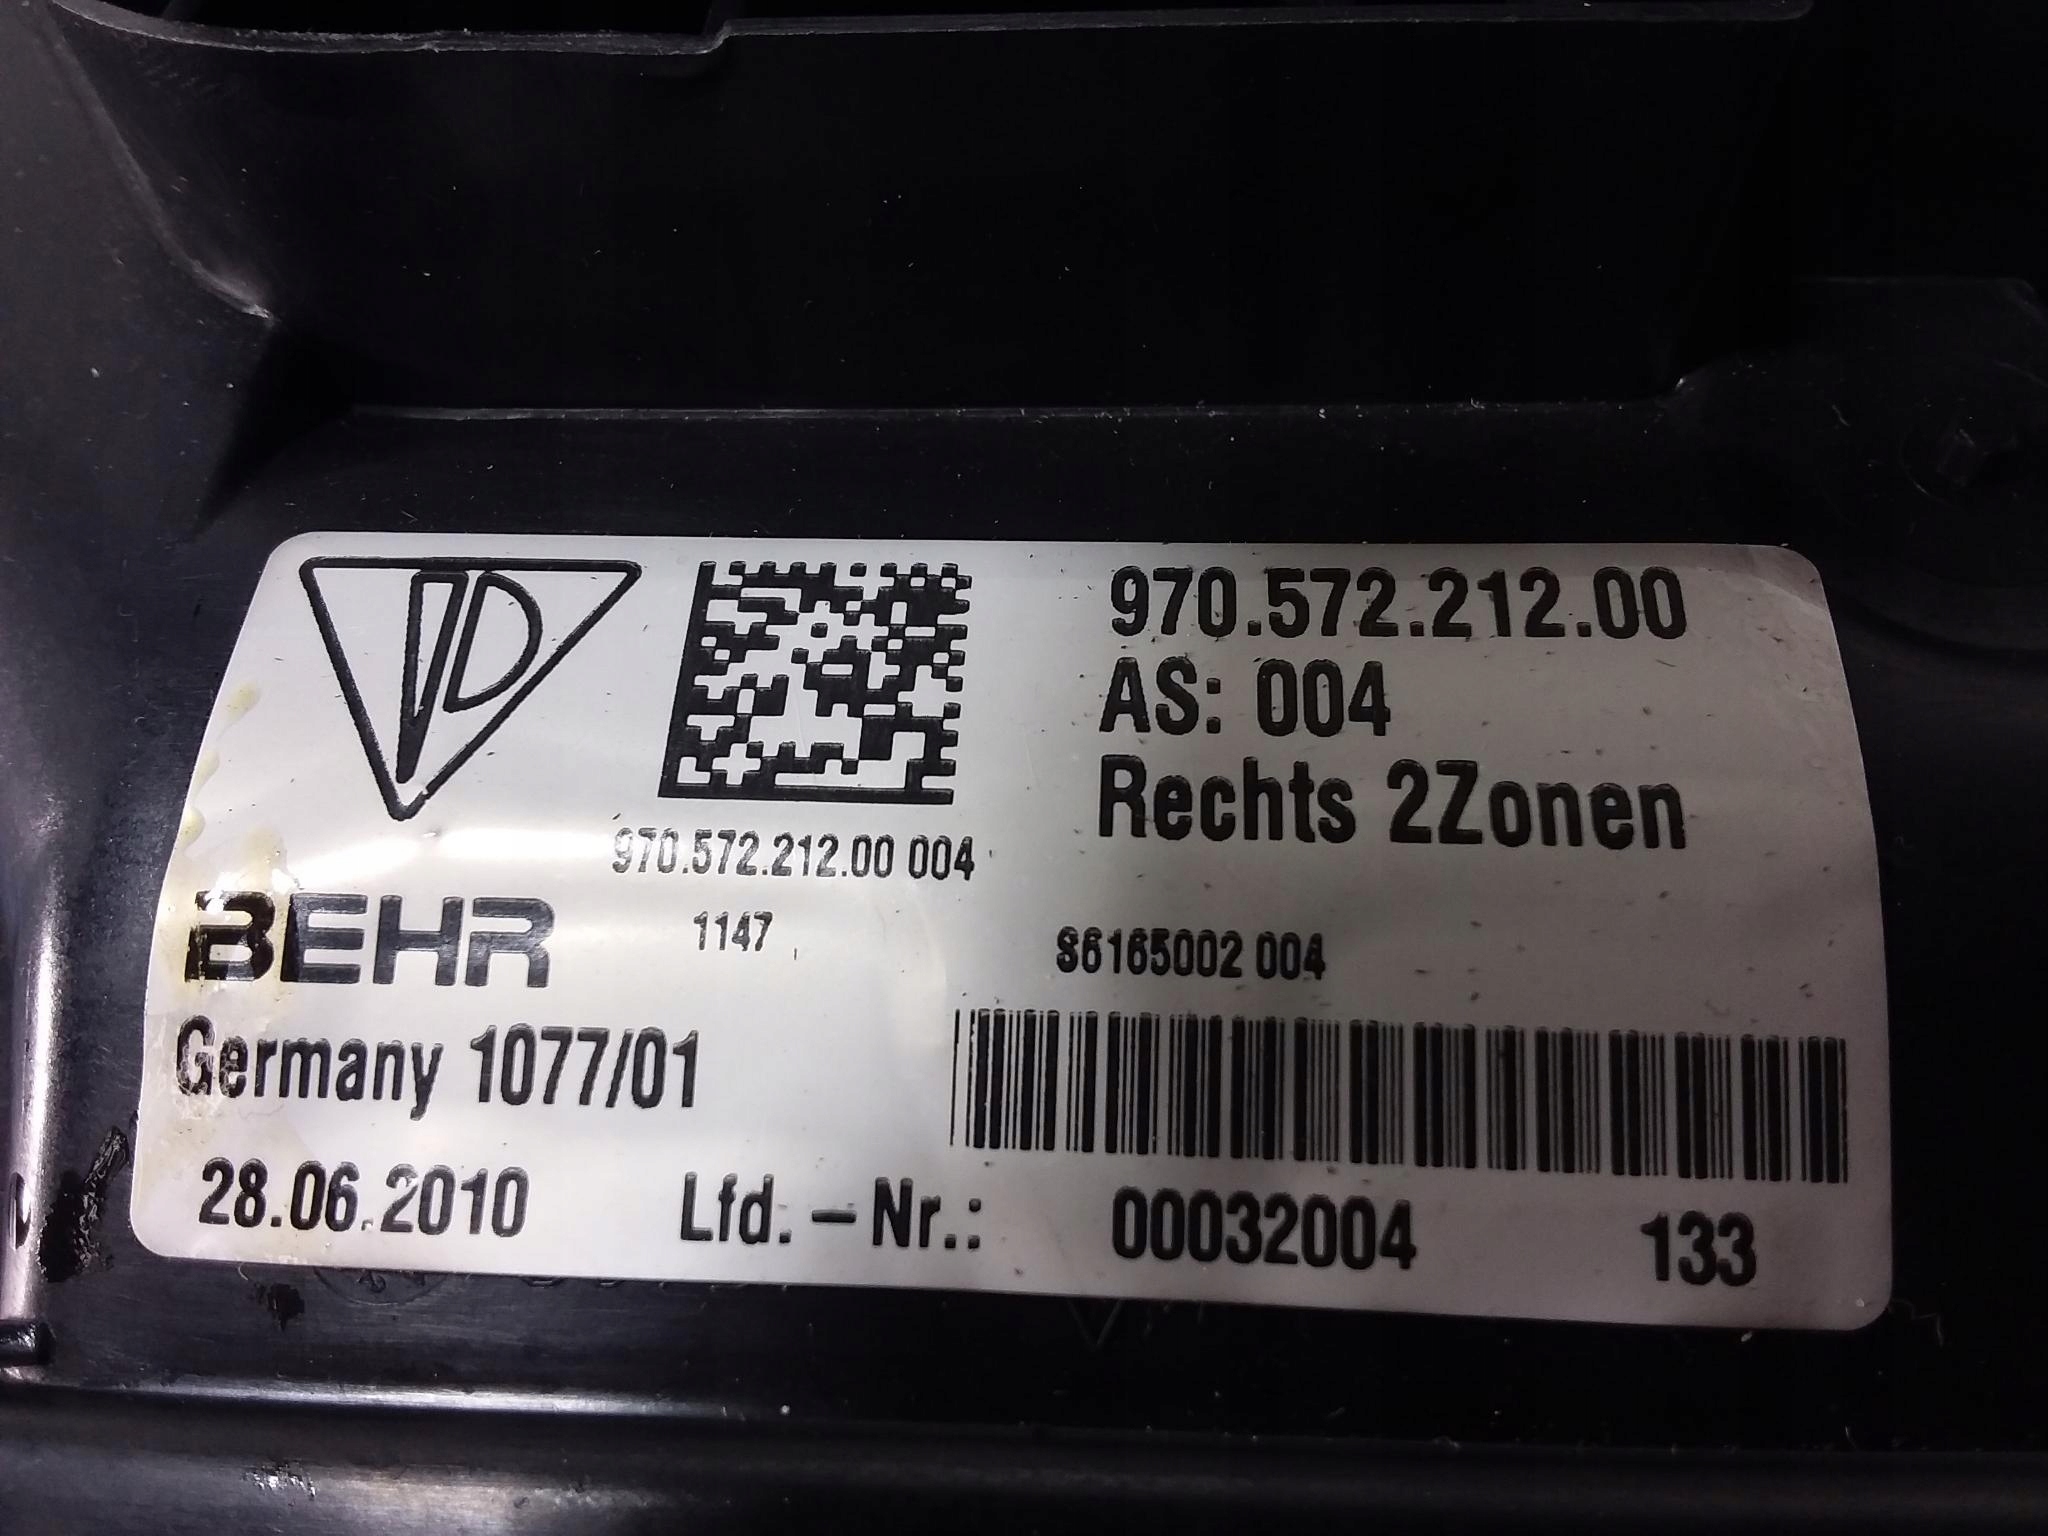 970.572.212.00
AS: 004
Rechts 2Zonen
970.572.212.00 004
BEHR
1147
S6165002 004
Germany 1077/01
28.06.2010 Lfd. - Nr.: 00032004 133